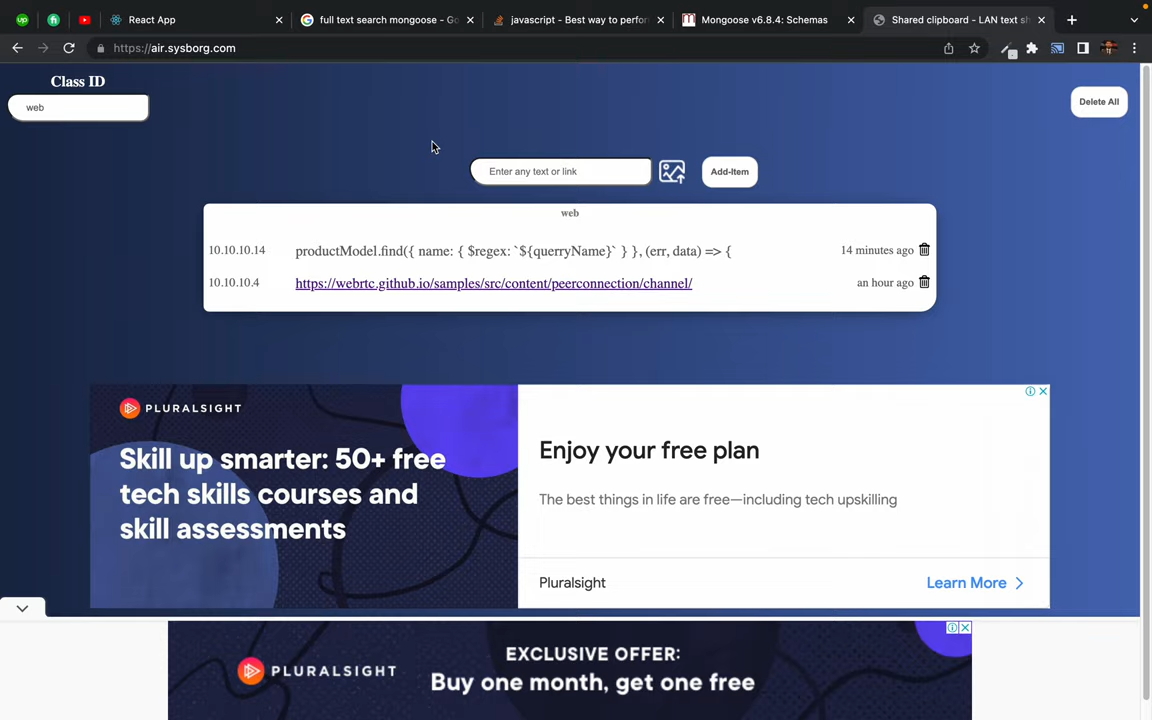 React App
full text search mongoose - Go
javascript - Best way to perfor
Mongoose v6.8.4: Schemas
Shared clipboard - LAN text sh
https://air.sysborg.com
Class ID
web
Delete All
Enter any text or link
Add-Item
web
10.10.10.14 productModel.find({ name: { $regex: `${querryName}` } }, (err, data) => { 14 minutes ago
10.10.10.4 https://webrtc.github.io/samples/src/content/peerconnection/channel/ an hour ago
PLURALSIGHT
Skill up smarter: 50+ free
tech skills courses and
skill assessments
Enjoy your free plan
The best things in life are free—including tech upskilling
Pluralsight
Learn More
PLURALSIGHT
EXCLUSIVE OFFER:
Buy one month, get one free